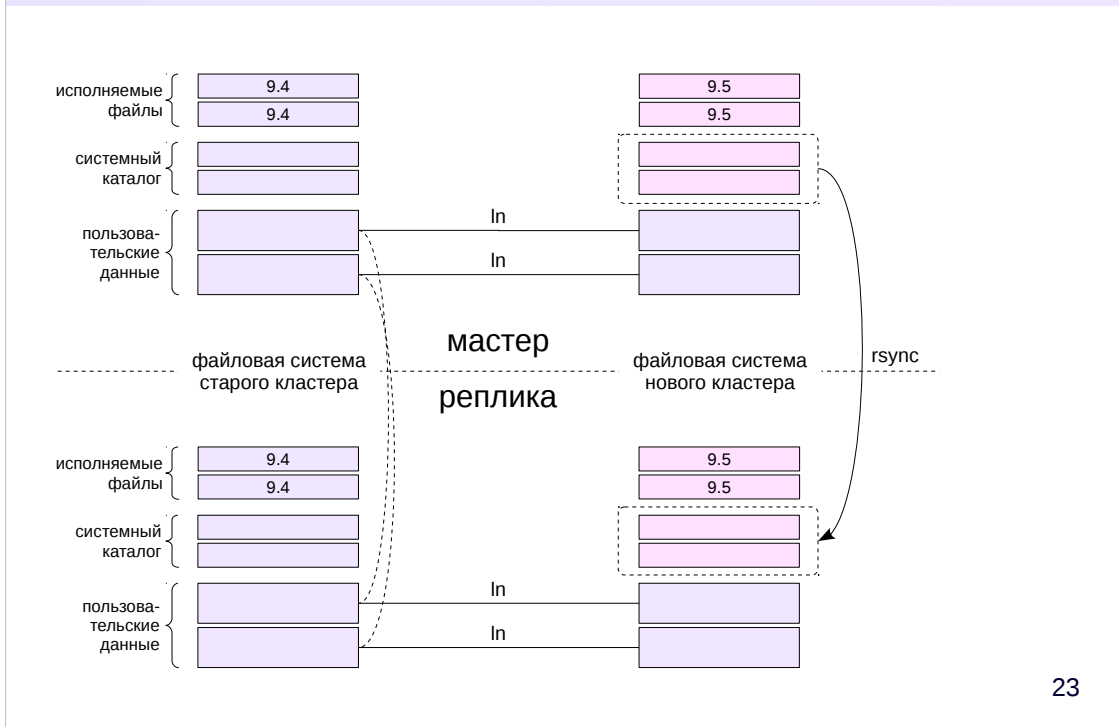 исполняемые
файлы
9.4
9.4
9.5
9.5
системный
каталог
пользова-
тельские
данные
ln
ln
мастер
файловая система
старого кластера
файловая система
нового кластера
rsync
реплика
исполняемые
файлы
9.4
9.4
9.5
9.5
системный
каталог
пользова-
тельские
данные
ln
ln
23